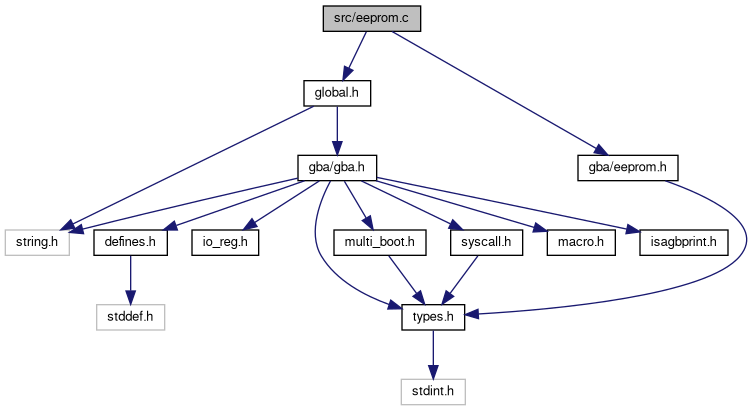 src/eeprom.c
global.h
gba/gba.h
gba/eeprom.h
string.h
defines.h
io_reg.h
multi_boot.h
syscall.h
macro.h
isagbprint.h
stddef.h
types.h
stdint.h